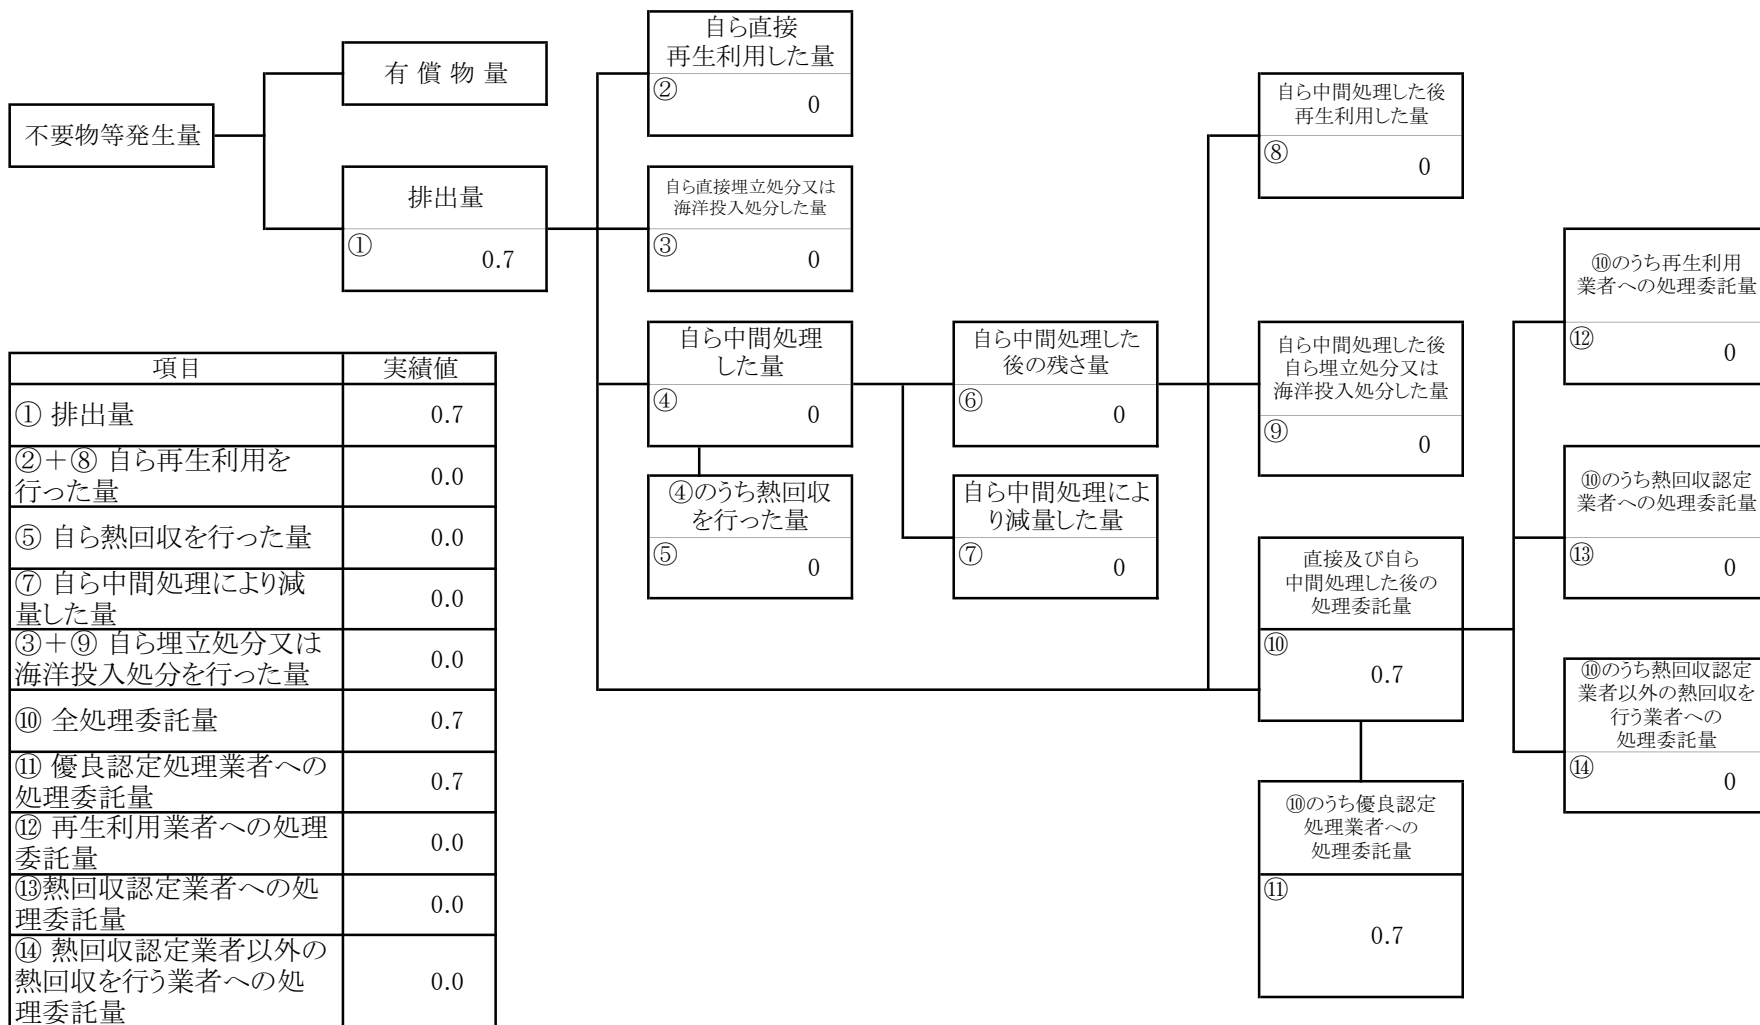 不要物等発生量
有 償 物 量
排出量
①
0.7
自ら直接
再生利用した量
②
0
自ら直接埋立処分又は
海洋投入処分した量
③
0
自ら中間処理
した量
④
0
④のうち熱回収
を行った量
⑤
0
自ら中間処理した
後の残さ量
⑥
0
自ら中間処理によ
り減量した量
⑦
0
自ら中間処理した後
再生利用した量
⑧
0
自ら中間処理した後
自ら埋立処分又は
海洋投入処分した量
⑨
0
直接及び自ら
中間処理した後の
処理委託量
⑩
0.7
⑩のうち優良認定
処理業者への
処理委託量
⑪
0.7
⑩のうち再生利用
業者への処理委託量
⑫
0
⑩のうち熱回収認定
業者への処理委託量
⑬
0
⑩のうち熱回収認定
業者以外の熱回収を
行う業者への
処理委託量
⑭
0
項目 実績値
① 排出量 0.7
②＋⑧ 自ら再生利用を
行った量 0.0
⑤ 自ら熱回収を行った量 0.0
⑦ 自ら中間処理により減
量した量 0.0
③＋⑨ 自ら埋立処分又は
海洋投入処分を行った量 0.0
⑩ 全処理委託量 0.7
⑪ 優良認定処理業者への
処理委託量 0.7
⑫ 再生利用業者への処理
委託量 0.0
⑬熱回収認定業者への処
理委託量 0.0
⑭ 熱回収認定業者以外の
熱回収を行う業者への処
理委託量 0.0